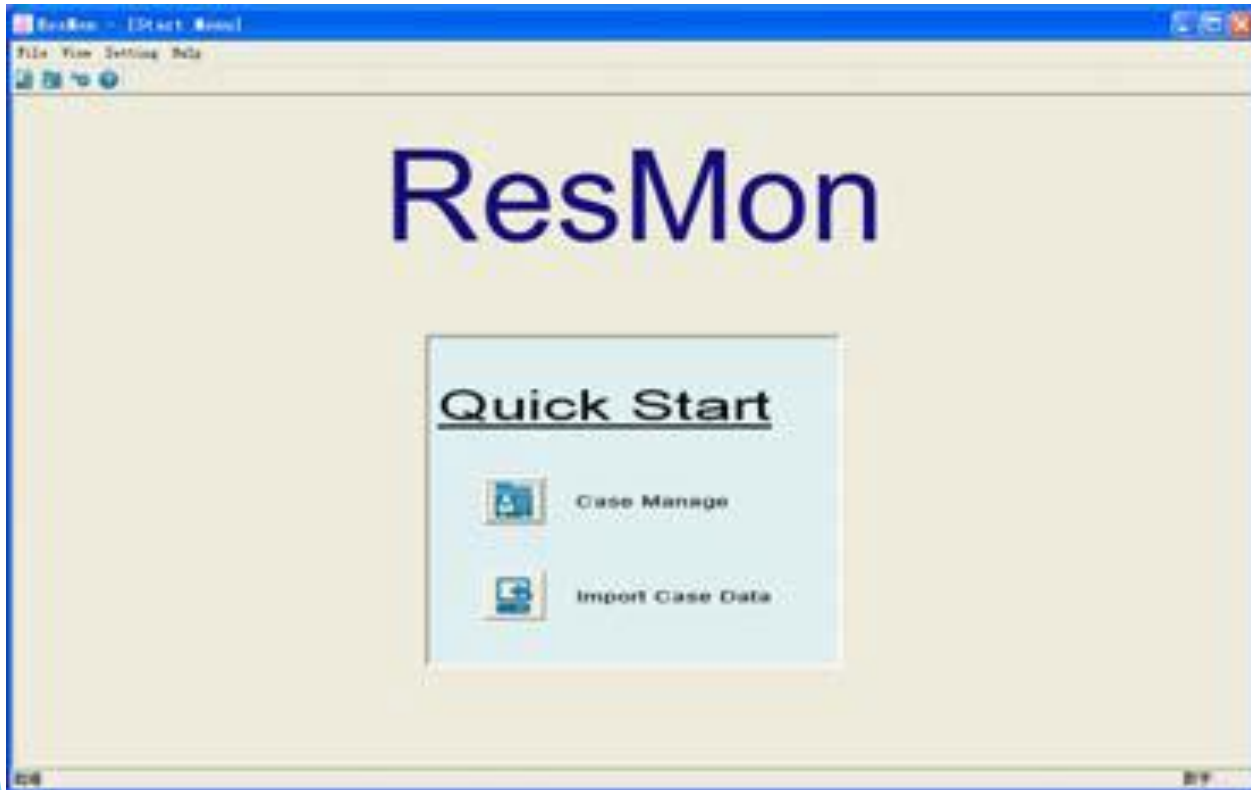 ResMon - [Start Menu]
File View Setting Help
ResMon
Quick Start
Case Manage
Import Case Data